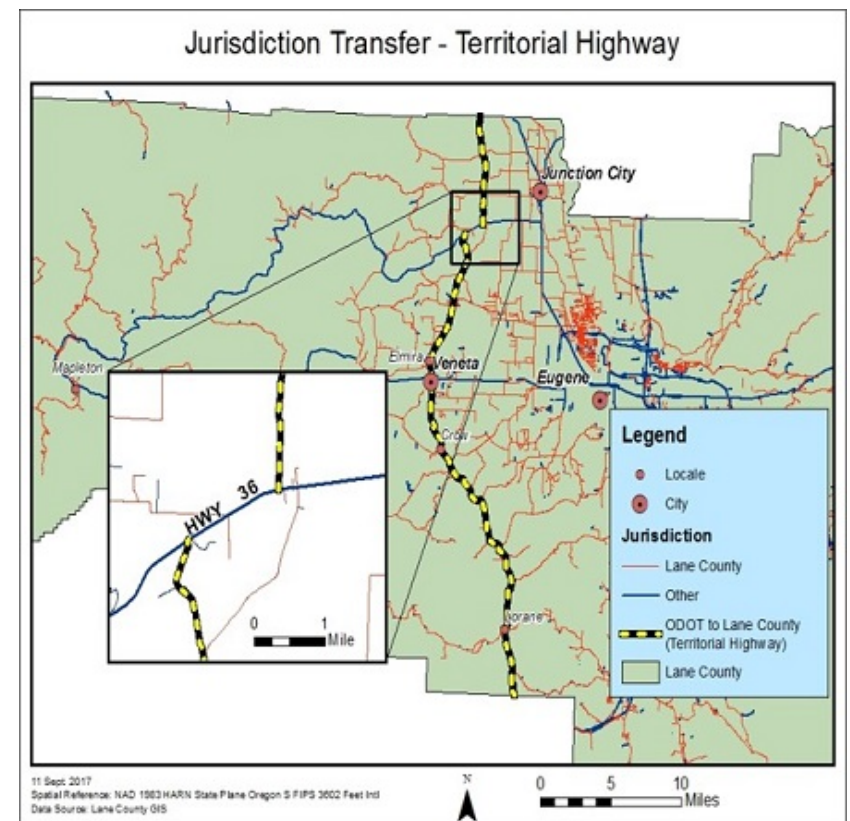 Jurisdiction Transfer - Territorial Highway
Junction City
Mapleton
Elmira
Veneta
Eugene
Crow
Lorane
HWY 36
0 1
Mile
Legend
Locale
City
Jurisdiction
Lane County
Other
ODOT to Lane County
(Territorial Highway)
Lane County
11 Sept. 2017
Spatial Reference: NAD 1983 HARN State Plane Oregon S FIPS 3602 Feet Intl
Data Source: Lane County GIS
N
0 5 10
Miles